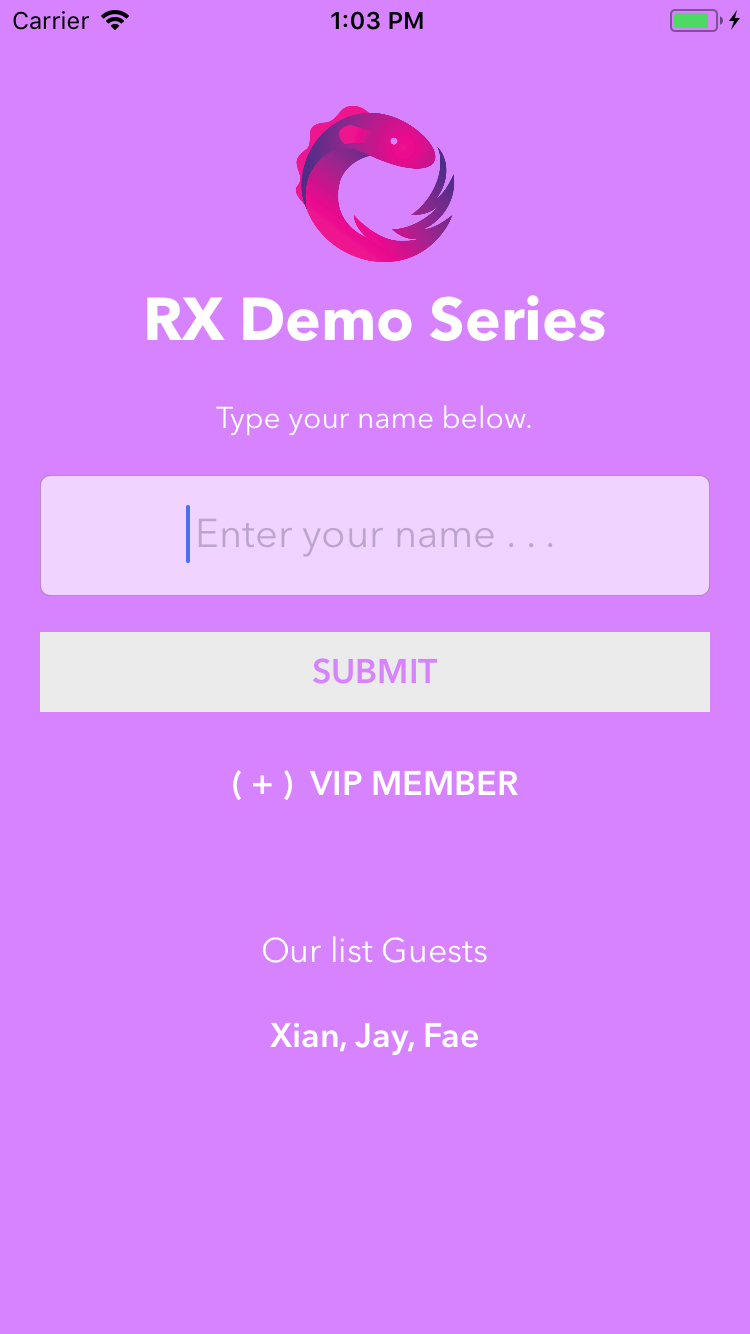 Carrier 1:03 PM
RX Demo Series
Type your name below.
Enter your name . . .
SUBMIT
( + ) VIP MEMBER
Our list Guests
Xian, Jay, Fae